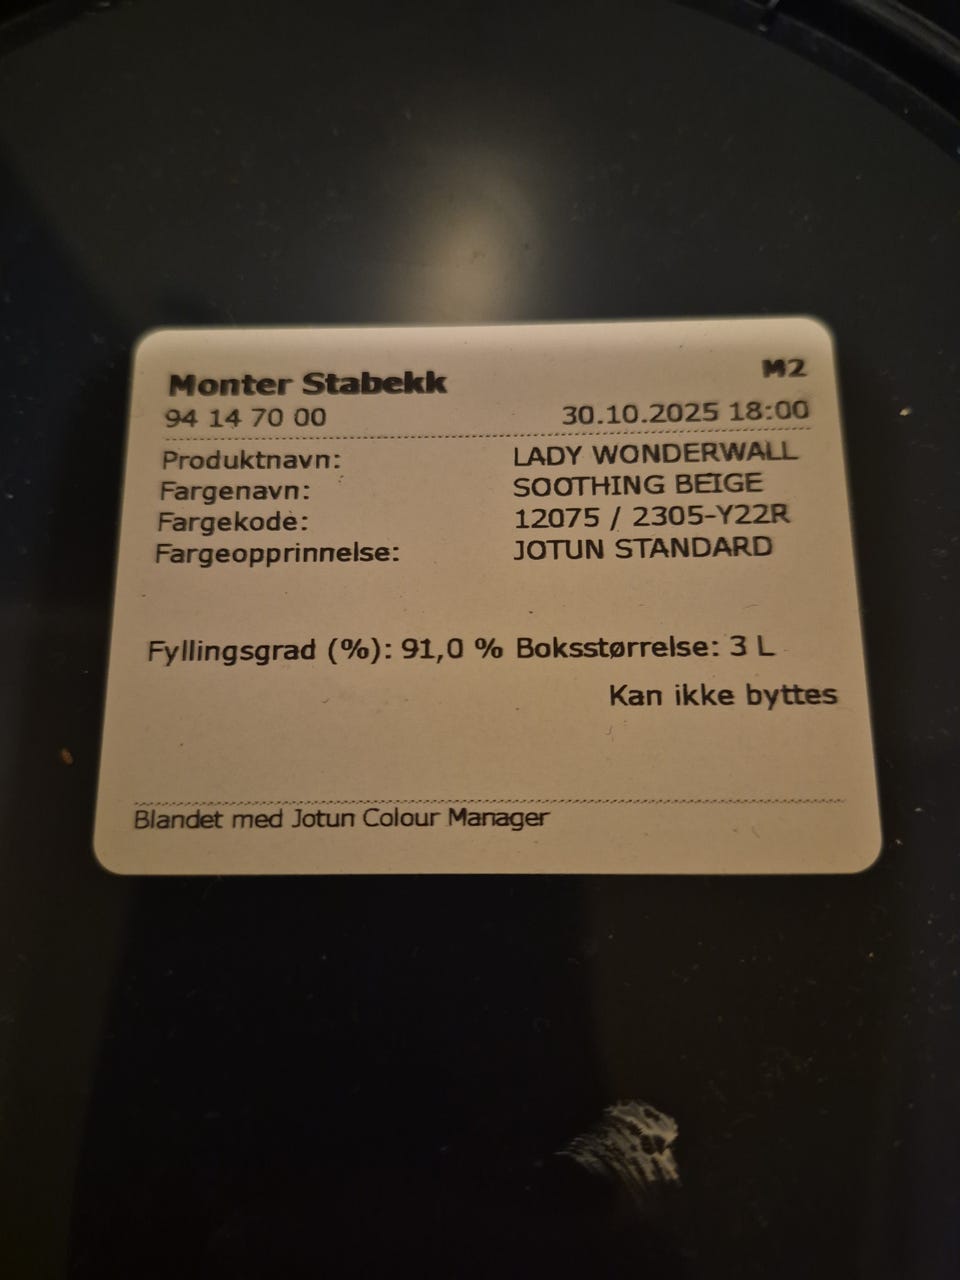 Monter Stabekk M2
94 14 70 00 30.10.2025 18:00
Produktnavn: LADY WONDERWALL
Fargenavn: SOOTHING BEIGE
Fargekode: 12075 / 2305-Y22R
Fargeopprinnelse: JOTUN STANDARD
Fyllingsgrad (%): 91,0 % Boksstørrelse: 3 L
Kan ikke byttes
Blandet med Jotun Colour Manager